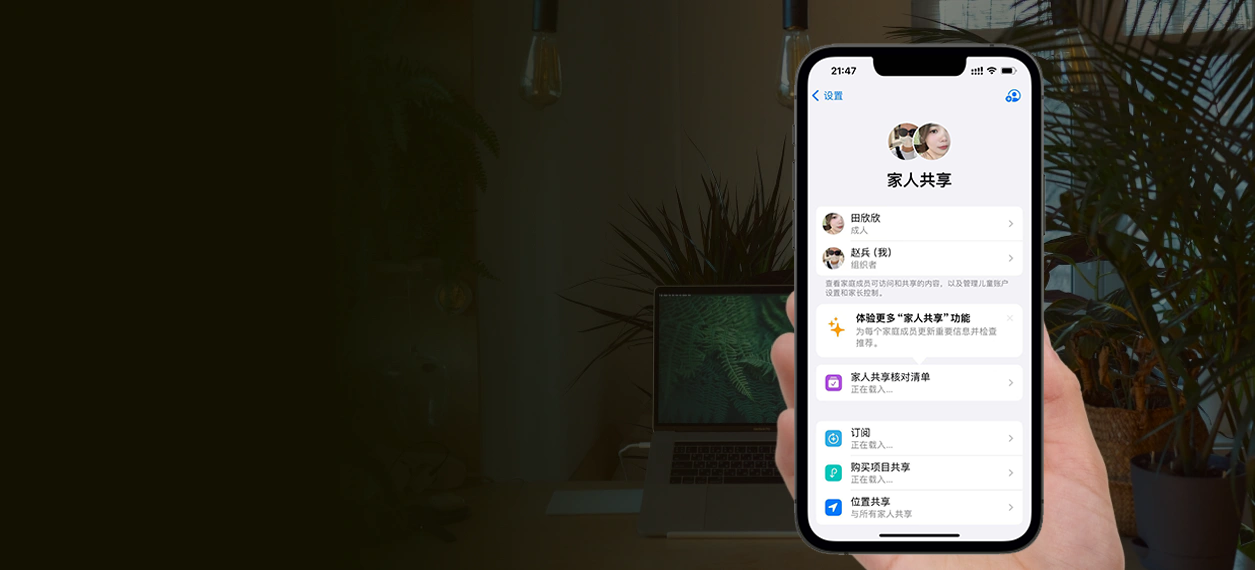 21:47
设置
家人共享
田欣欣
成人
赵兵（我）
组织者
查看家庭成员可访问和共享的内容，以及管理儿童账户
设置和家长控制。
体验更多“家人共享”功能
为每个家庭成员更新重要信息并检查
推荐。
家人共享核对清单
正在载入...
订阅
正在载入...
购买项目共享
正在载入...
位置共享
与所有家人共享